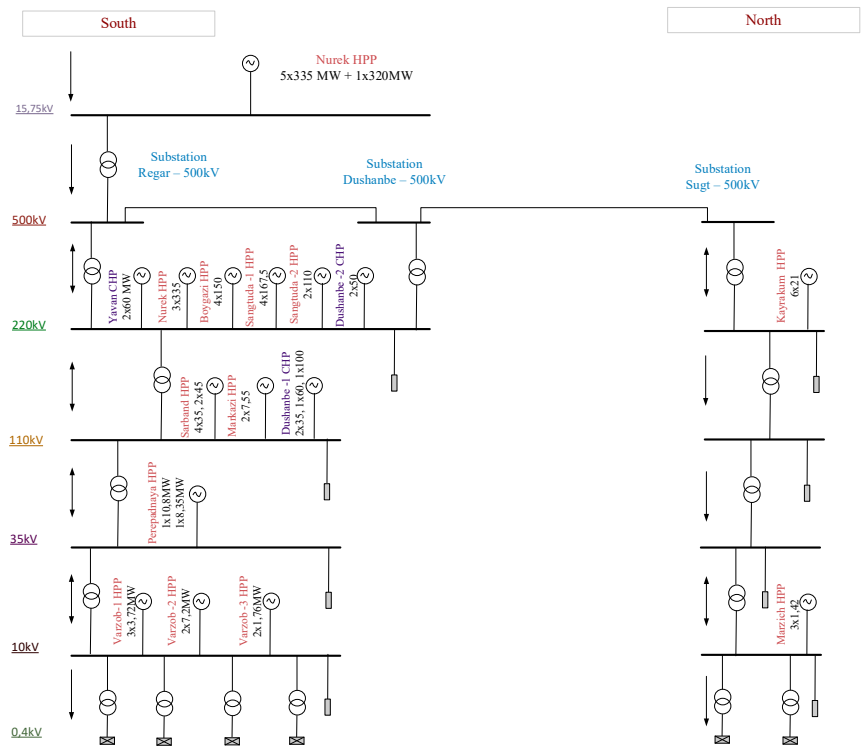 South
North
Nurek HPP
5x335 MW + 1x320MW
15,75kV
Substation
Regar – 500kV
Substation
Dushanbe – 500kV
Substation
Sugt – 500kV
500kV
Yavan CHP
2x60 MW
Nurek HPP
3x335
Boygazi HPP
4x150
Sangtuda -1 HPP
4x167,5
Sangtuda -2 HPP
2x110
Dushanbe -2 CHP
2x50
Kayrakum HPP
6x21
220kV
Sarband HPP
4x35, 2x45
Markazi HPP
2x7,55
Dushanbe -1 CHP
2x35, 1x60, 1x100
110kV
Perepadnaya HPP
1x10,8MW
1x8,35MW
35kV
Varzob-1 HPP
3x3,72MW
Varzob -2 HPP
2x7,2MW
Varzob -3 HPP
2x1,76MW
Marzich HPP
3x1,42
10kV
0,4kV